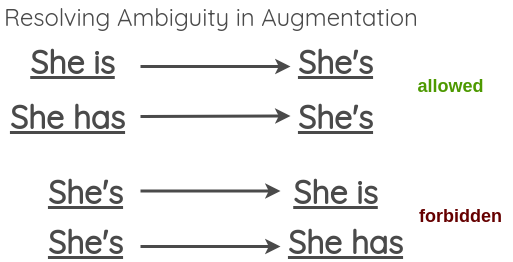 Resolving Ambiguity in Augmentation
She is She's
allowed
She has She's
She's She is
forbidden
She's She has